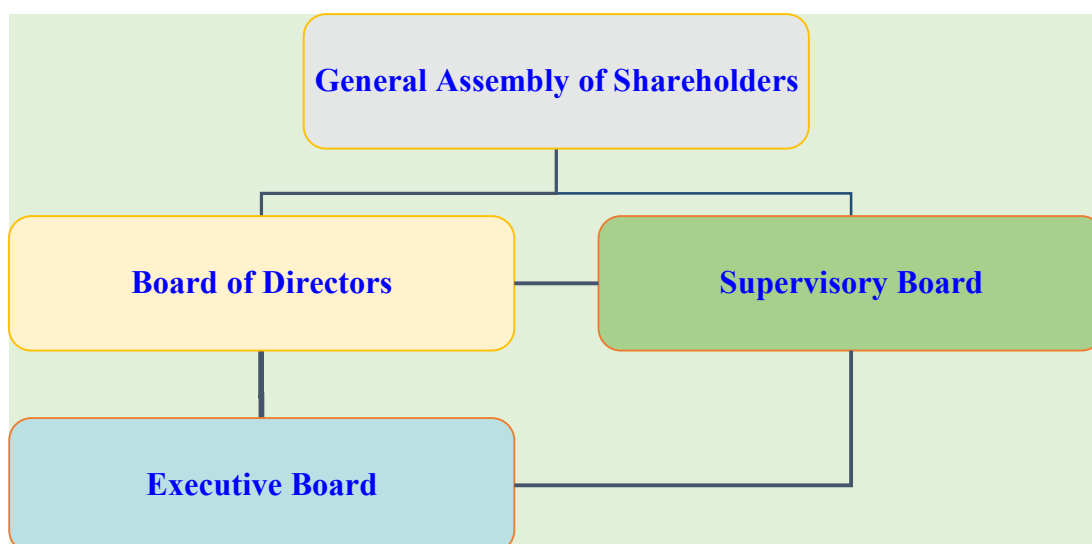 General Assembly of Shareholders
Board of Directors
Supervisory Board
Executive Board